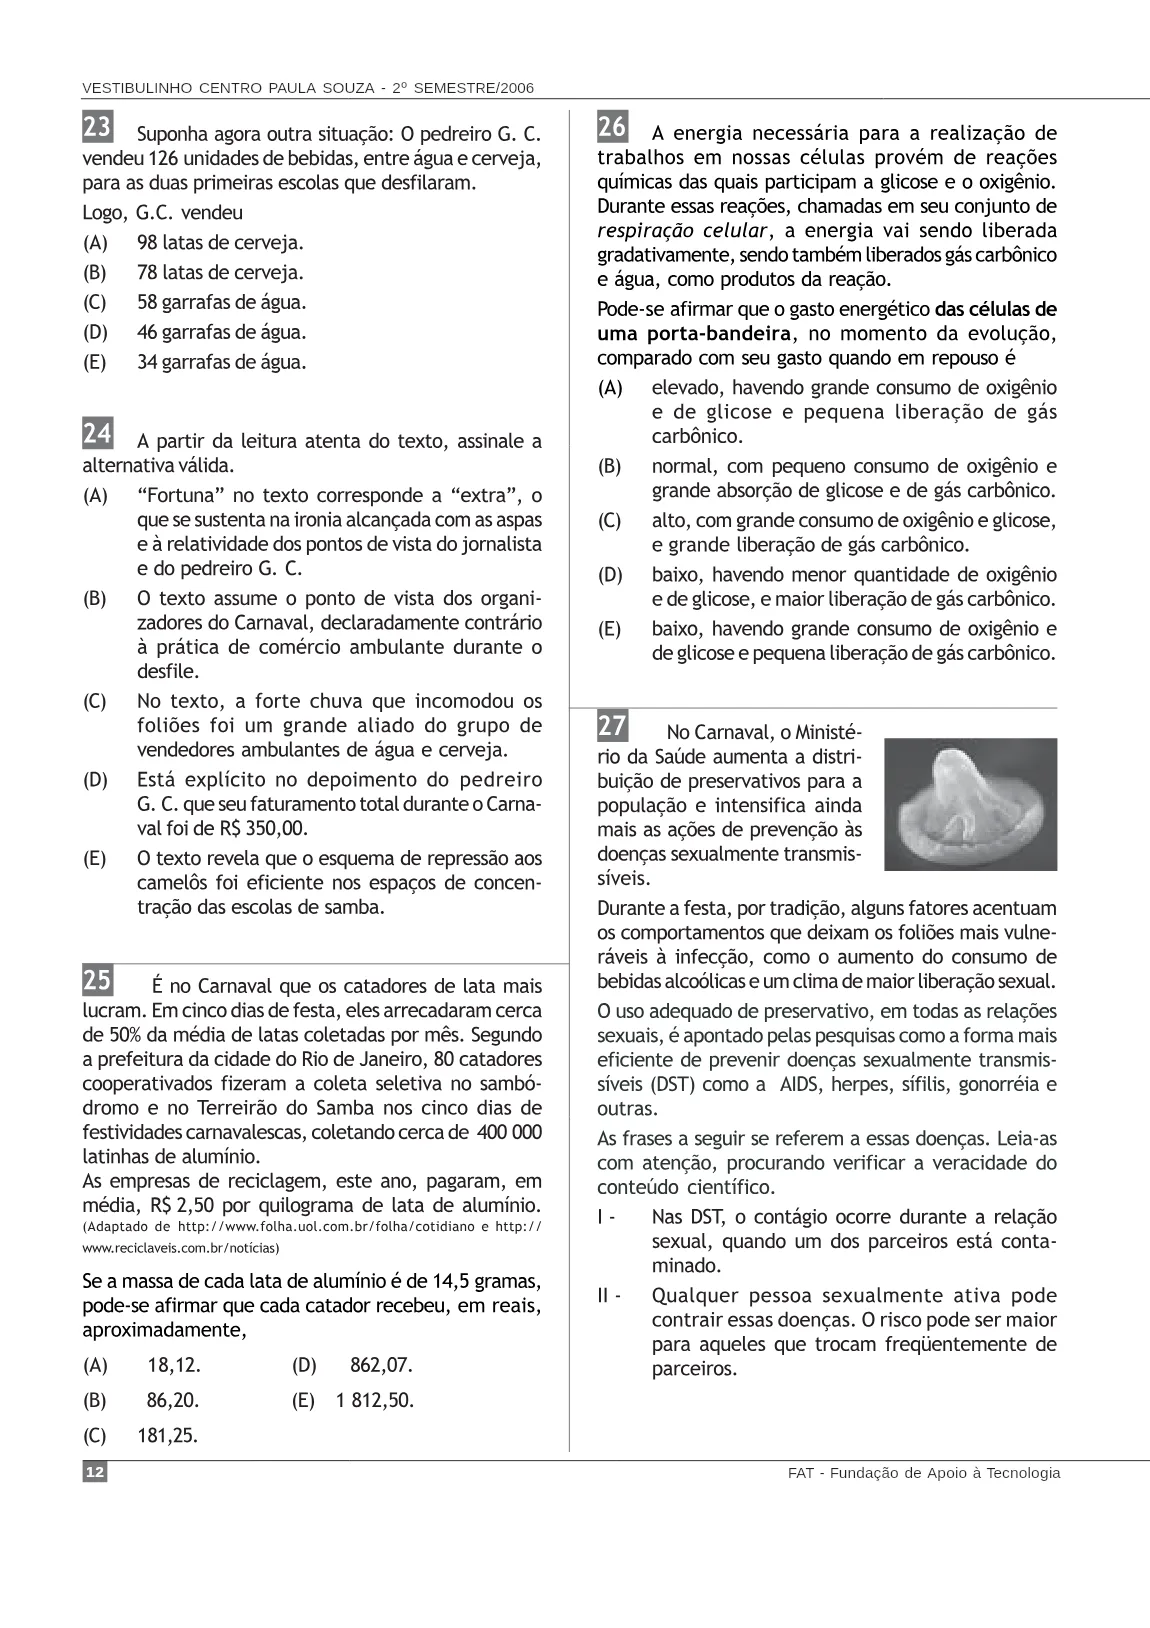 VESTIBULINHO CENTRO PAULA SOUZA - 2º SEMESTRE/2006
23 Suponha agora outra situação: O pedreiro G. C.
vendeu 126 unidades de bebidas, entre água e cerveja,
para as duas primeiras escolas que desfilaram.
Logo, G.C. vendeu
(A) 98 latas de cerveja.
(B) 78 latas de cerveja.
(C) 58 garrafas de água.
(D) 46 garrafas de água.
(E) 34 garrafas de água.
24 A partir da leitura atenta do texto, assinale a
alternativa válida.
(A) “Fortuna” no texto corresponde a “extra”, o
que se sustenta na ironia alcançada com as aspas
e à relatividade dos pontos de vista do jornalista
e do pedreiro G. C.
(B) O texto assume o ponto de vista dos organi-
zadores do Carnaval, declaradamente contrário
à prática de comércio ambulante durante o
desfile.
(C) No texto, a forte chuva que incomodou os
foliões foi um grande aliado do grupo de
vendedores ambulantes de água e cerveja.
(D) Está explícito no depoimento do pedreiro
G. C. que seu faturamento total durante o Carna-
val foi de R$ 350,00.
(E) O texto revela que o esquema de repressão aos
camelôs foi eficiente nos espaços de concen-
tração das escolas de samba.
25 É no Carnaval que os catadores de lata mais
lucram. Em cinco dias de festa, eles arrecadaram cerca
de 50% da média de latas coletadas por mês. Segundo
a prefeitura da cidade do Rio de Janeiro, 80 catadores
cooperativados fizeram a coleta seletiva no sambó-
dromo e no Terreirão do Samba nos cinco dias de
festividades carnavalescas, coletando cerca de 400 000
latinhas de alumínio.
As empresas de reciclagem, este ano, pagaram, em
média, R$ 2,50 por quilograma de lata de alumínio.
(Adaptado de http://www.folha.uol.com.br/folha/cotidiano e http://
www.reciclaveis.com.br/notícias)
Se a massa de cada lata de alumínio é de 14,5 gramas,
pode-se afirmar que cada catador recebeu, em reais,
aproximadamente,
(A) 18,12. (D) 862,07.
(B) 86,20. (E) 1 812,50.
(C) 181,25.
26 A energia necessária para a realização de
trabalhos em nossas células provém de reações
químicas das quais participam a glicose e o oxigênio.
Durante essas reações, chamadas em seu conjunto de
respiração celular, a energia vai sendo liberada
gradativamente, sendo também liberados gás carbônico
e água, como produtos da reação.
Pode-se afirmar que o gasto energético das células de
uma porta-bandeira, no momento da evolução,
comparado com seu gasto quando em repouso é
(A) elevado, havendo grande consumo de oxigênio
e de glicose e pequena liberação de gás
carbônico.
(B) normal, com pequeno consumo de oxigênio e
grande absorção de glicose e de gás carbônico.
(C) alto, com grande consumo de oxigênio e glicose,
e grande liberação de gás carbônico.
(D) baixo, havendo menor quantidade de oxigênio
e de glicose, e maior liberação de gás carbônico.
(E) baixo, havendo grande consumo de oxigênio e
de glicose e pequena liberação de gás carbônico.
27 No Carnaval, o Ministé-
rio da Saúde aumenta a distri-
buição de preservativos para a
população e intensifica ainda
mais as ações de prevenção às
doenças sexualmente transmis-
síveis.
Durante a festa, por tradição, alguns fatores acentuam
os comportamentos que deixam os foliões mais vulne-
ráveis à infecção, como o aumento do consumo de
bebidas alcoólicas e um clima de maior liberação sexual.
O uso adequado de preservativo, em todas as relações
sexuais, é apontado pelas pesquisas como a forma mais
eficiente de prevenir doenças sexualmente transmis-
síveis (DST) como a AIDS, herpes, sífilis, gonorréia e
outras.
As frases a seguir se referem a essas doenças. Leia-as
com atenção, procurando verificar a veracidade do
conteúdo científico.
I - Nas DST, o contágio ocorre durante a relação
sexual, quando um dos parceiros está conta-
minado.
II - Qualquer pessoa sexualmente ativa pode
contrair essas doenças. O risco pode ser maior
para aqueles que trocam freqüentemente de
parceiros.
12
FAT - Fundação de Apoio à Tecnologia